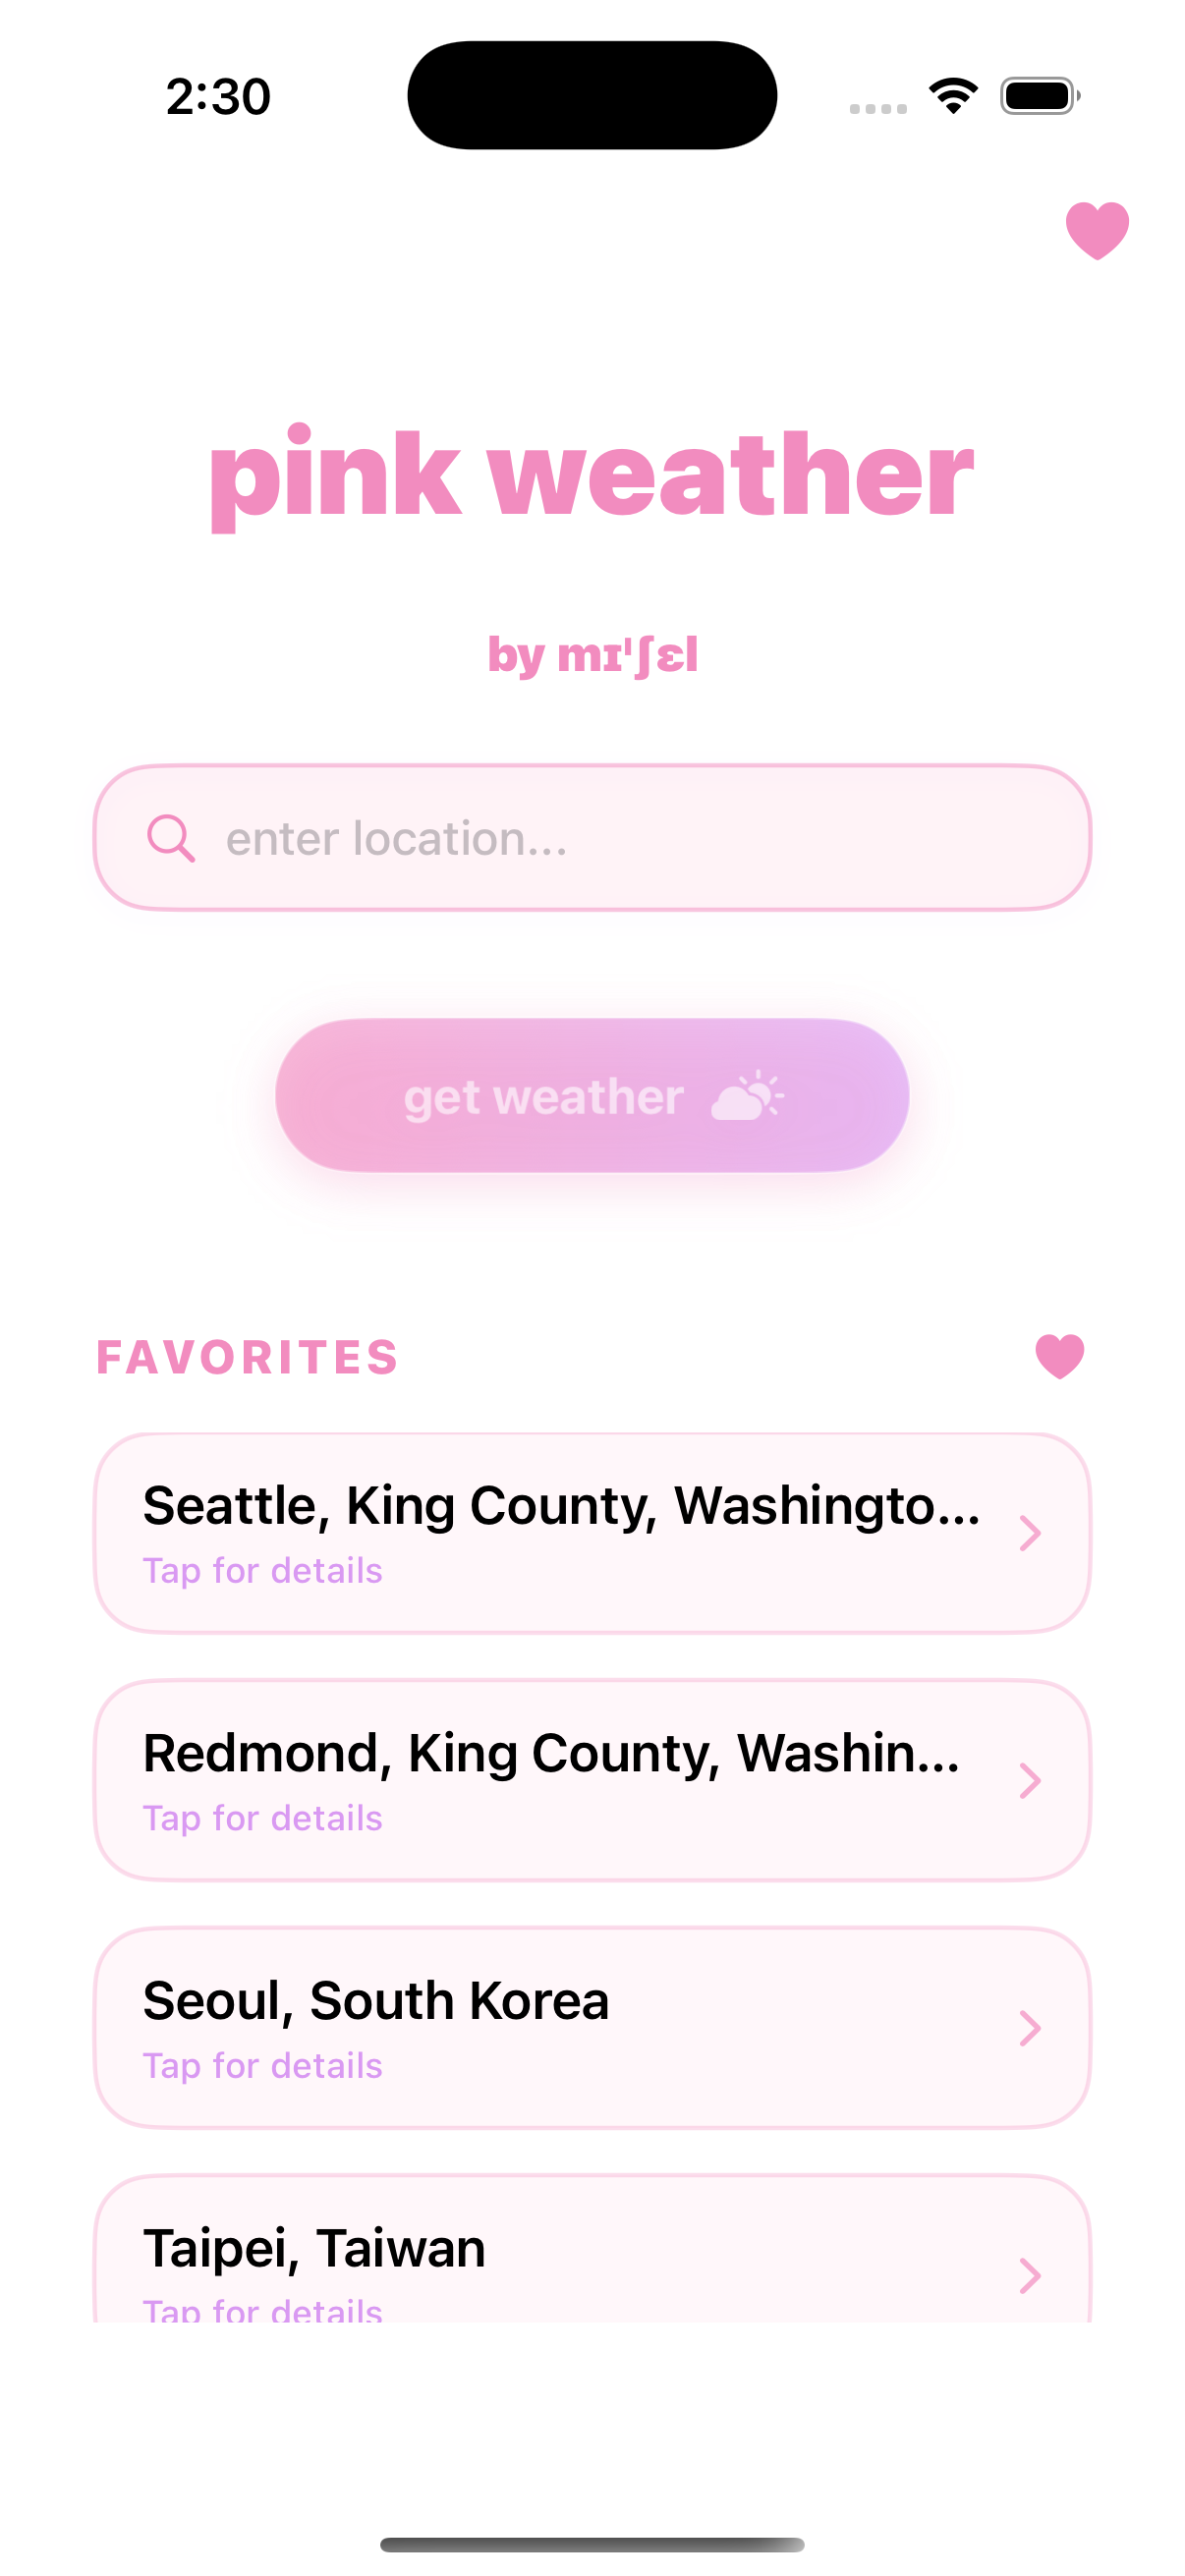 2:30
pink weather
by mɪˈʃɛl
enter location...
get weather
FAVORITES
Seattle, King County, Washingto...
Tap for details
Redmond, King County, Washin...
Tap for details
Seoul, South Korea
Tap for details
Taipei, Taiwan
Tap for details